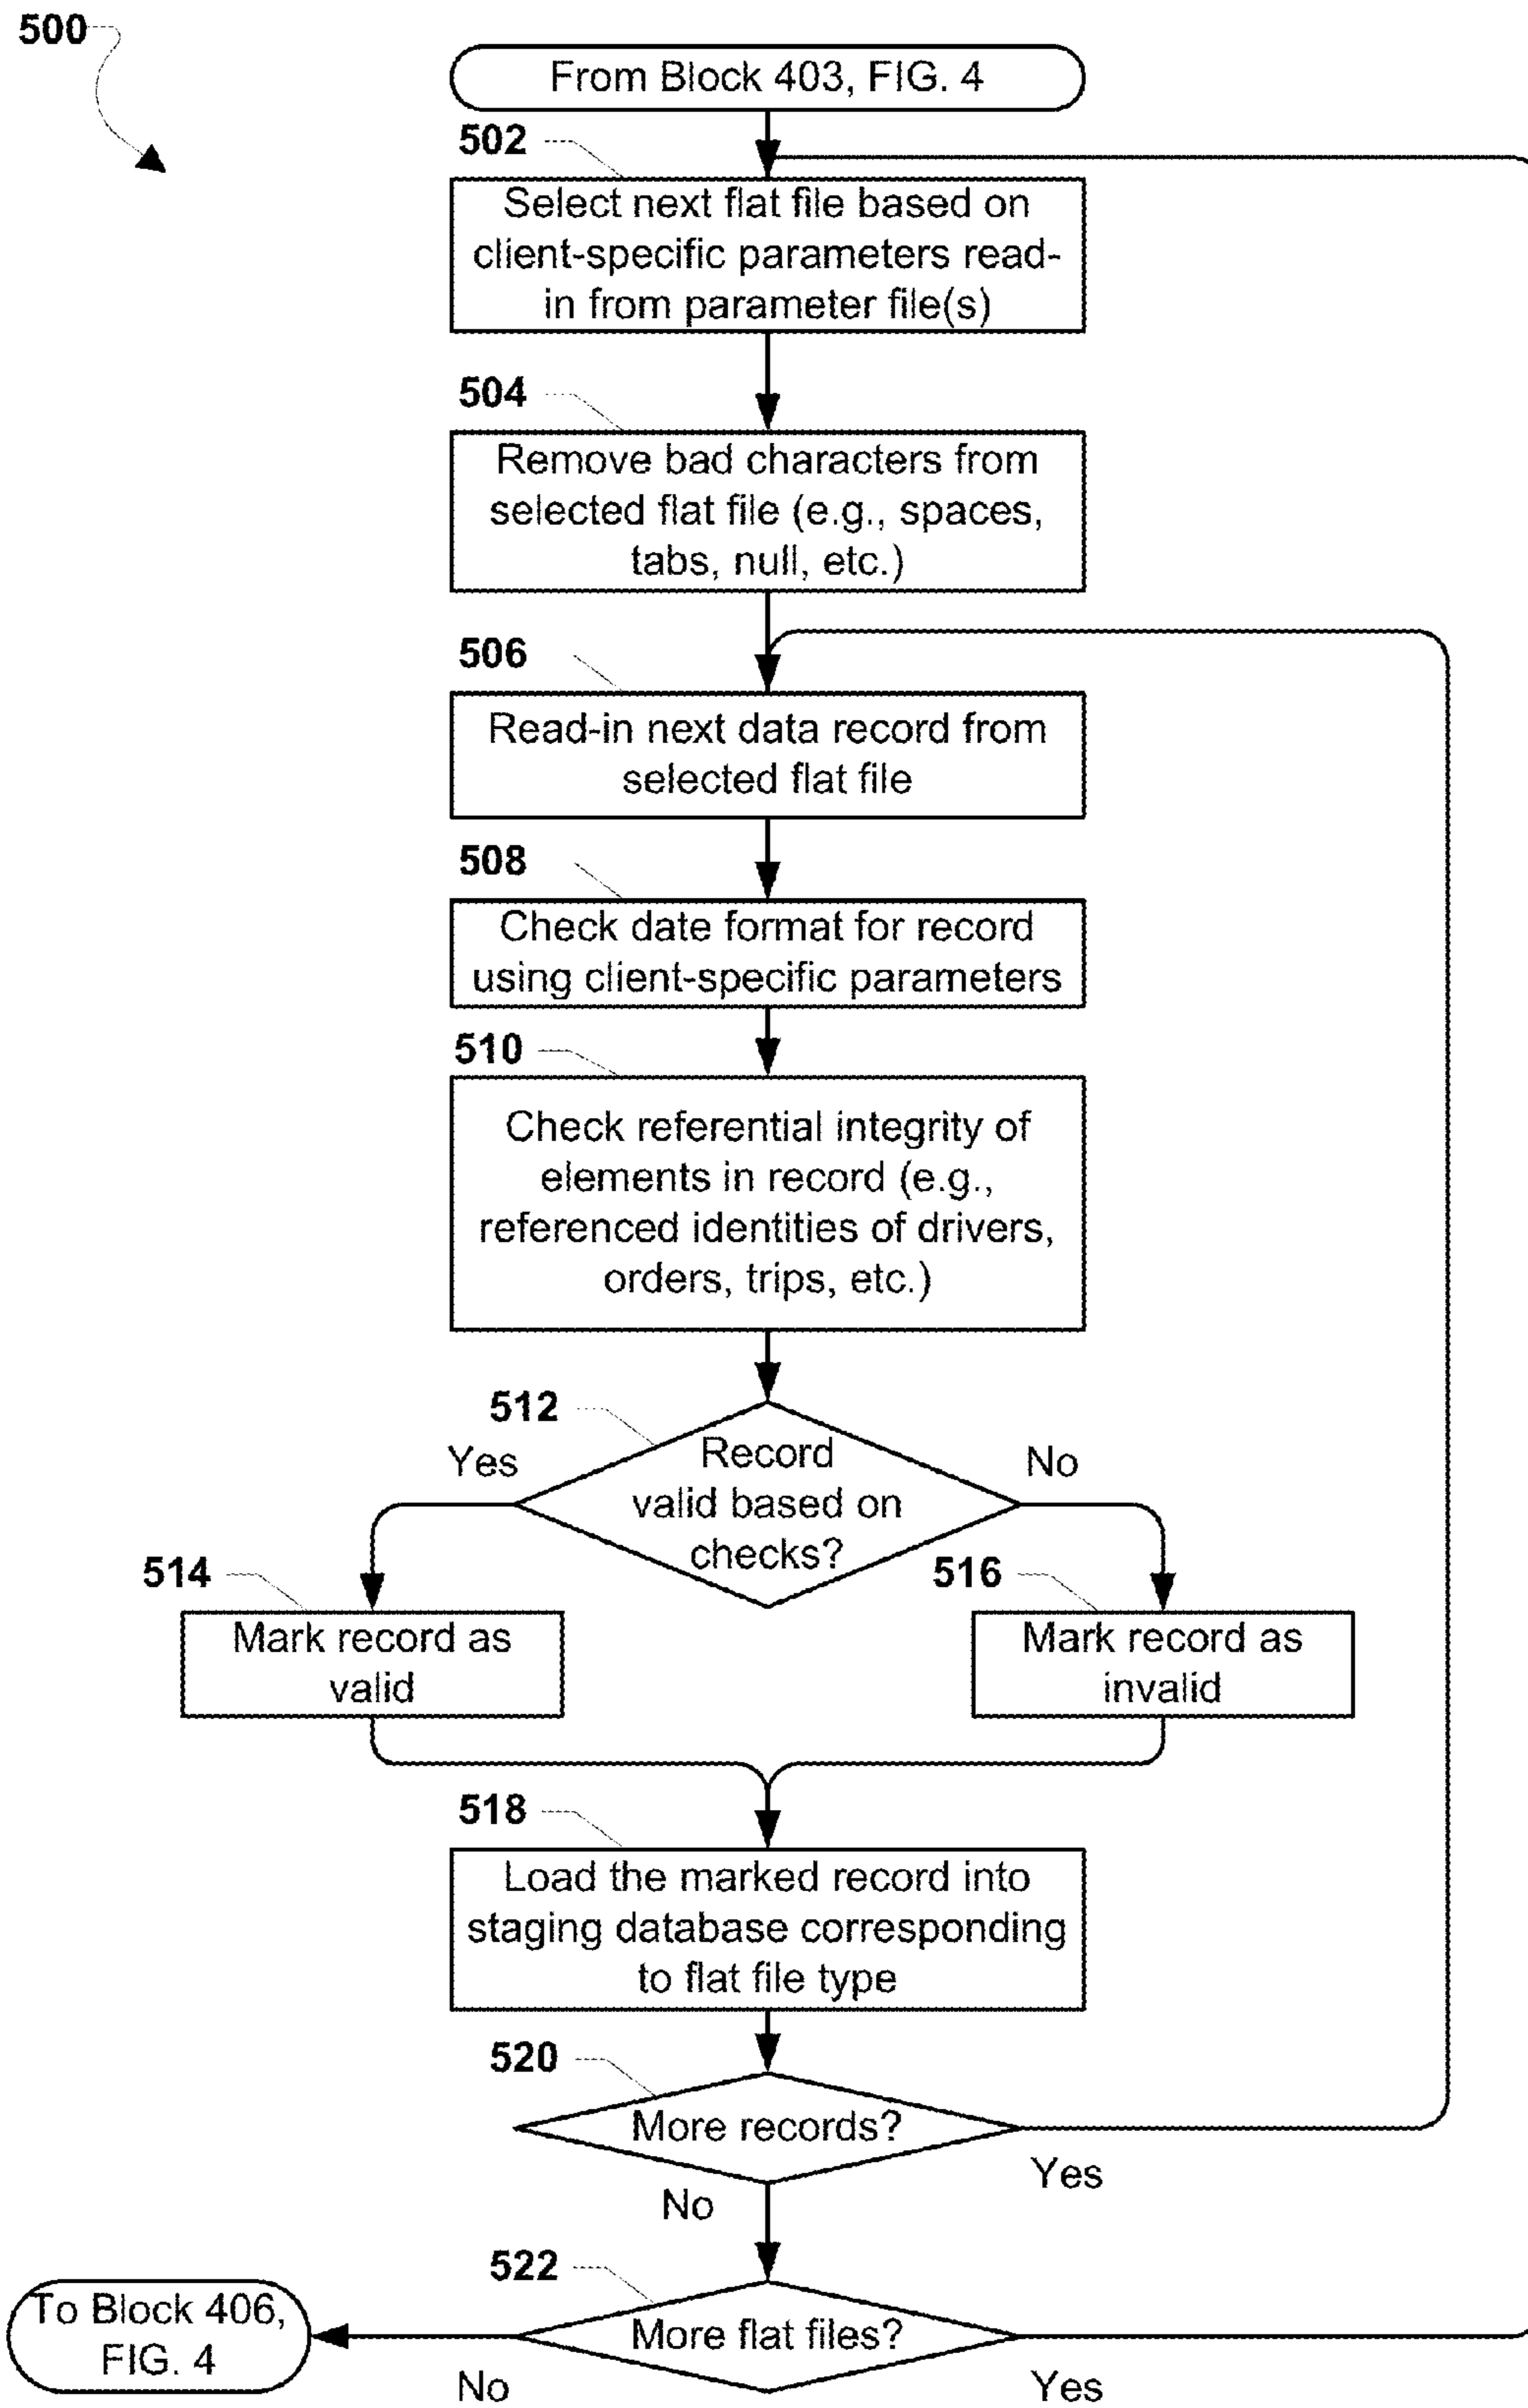 500
From Block 403, FIG. 4
502
Select next flat file based on
client-specific parameters read-
in from parameter file(s)
504
Remove bad characters from
selected flat file (e.g., spaces,
tabs, null, etc.)
506
Read-in next data record from
selected flat file
508
Check date format for record
using client-specific parameters
510
Check referential integrity of
elements in record (e.g.,
referenced identities of drivers,
orders, trips, etc.)
512
Yes
Record
valid based on
checks?
No
514
Mark record as
valid
516
Mark record as
invalid
518
Load the marked record into
staging database corresponding
to flat file type
520
More records?
Yes
No
522
More flat files?
Yes
No
To Block 406,
FIG. 4